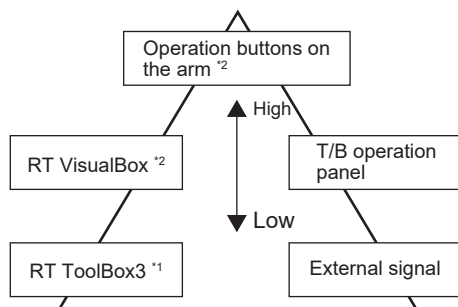 Operation buttons on
the arm *2
High
RT VisualBox *2
T/B operation
panel
Low
RT ToolBox3 *1
External signal